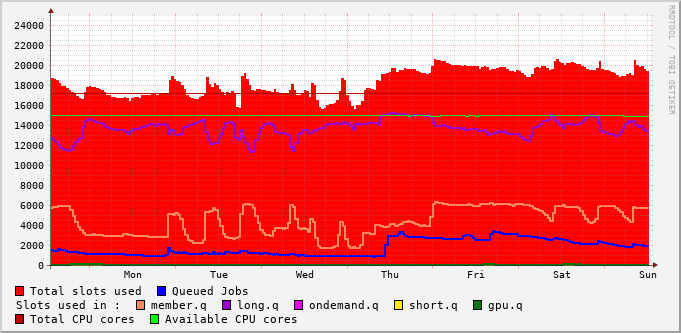 24000
22000
20000
18000
16000
14000
12000
10000
8000
6000
4000
2000
0
Mon Tue Wed Thu Fri Sat Sun
Total slots used Queued Jobs
Slots used in : member.q long.q ondemand.q short.q gpu.q
Total CPU cores Available CPU cores
RRDTOOL / TOBI OETIKER